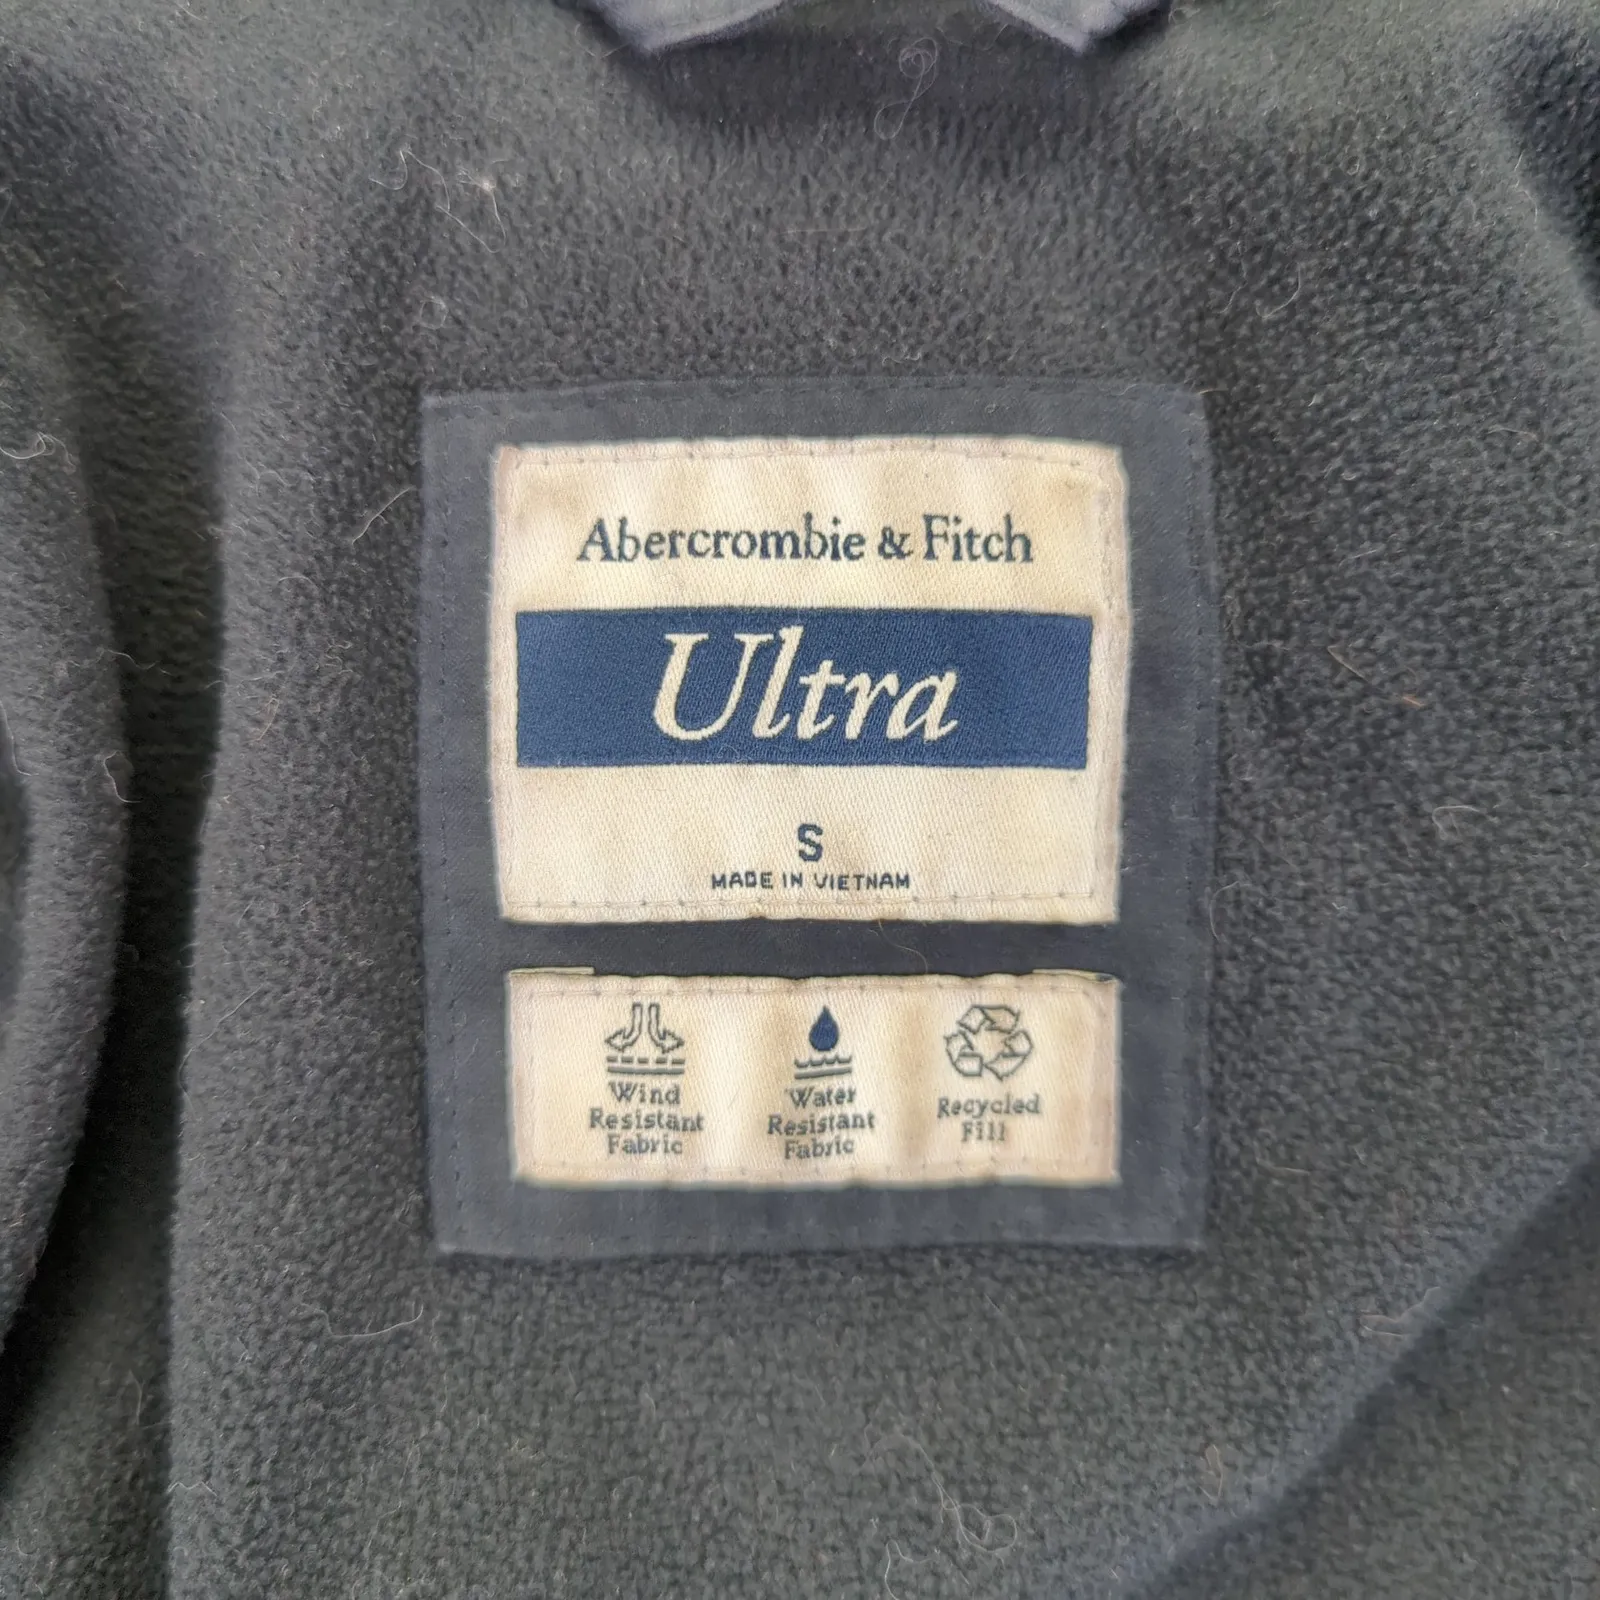 Abercrombie & Fitch
Ultra
S
MADE IN VIETNAM
Wind
Resistant
Fabric
Water
Resistant
Fabric
Recycled
Fill